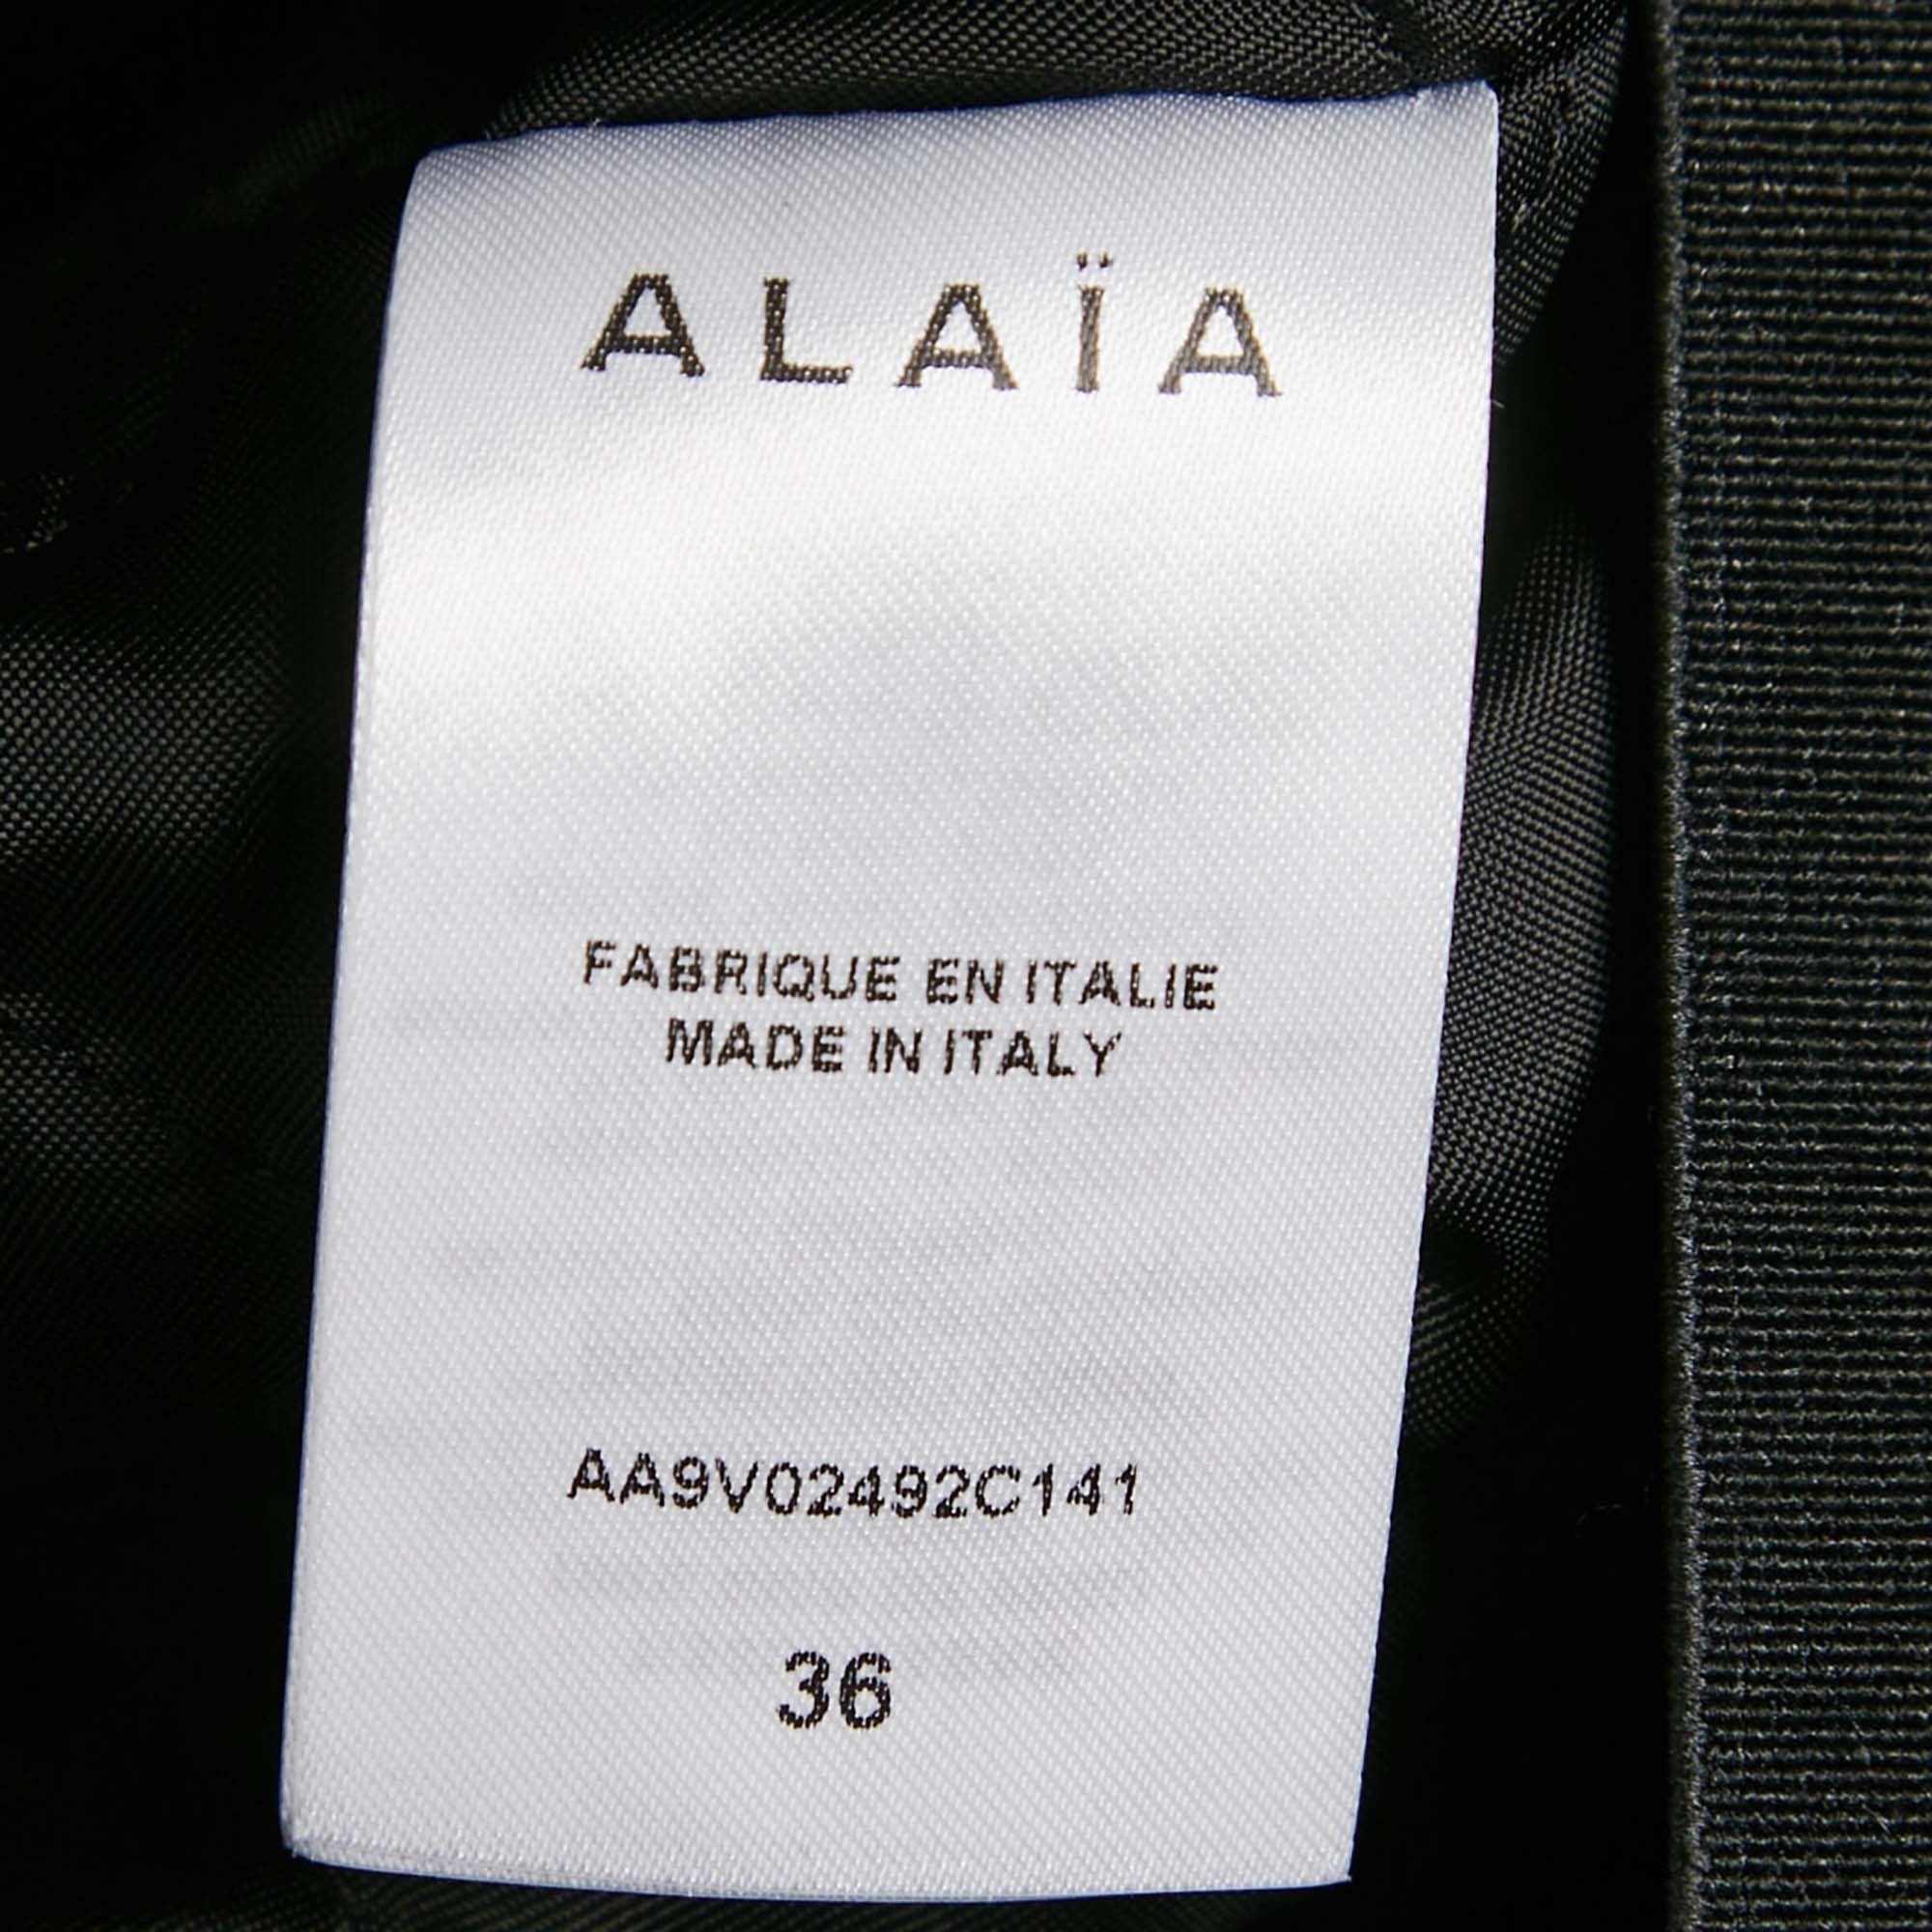 ALAÏA
FABRIQUE EN ITALIE
MADE IN ITALY
AA9V02492C141
36